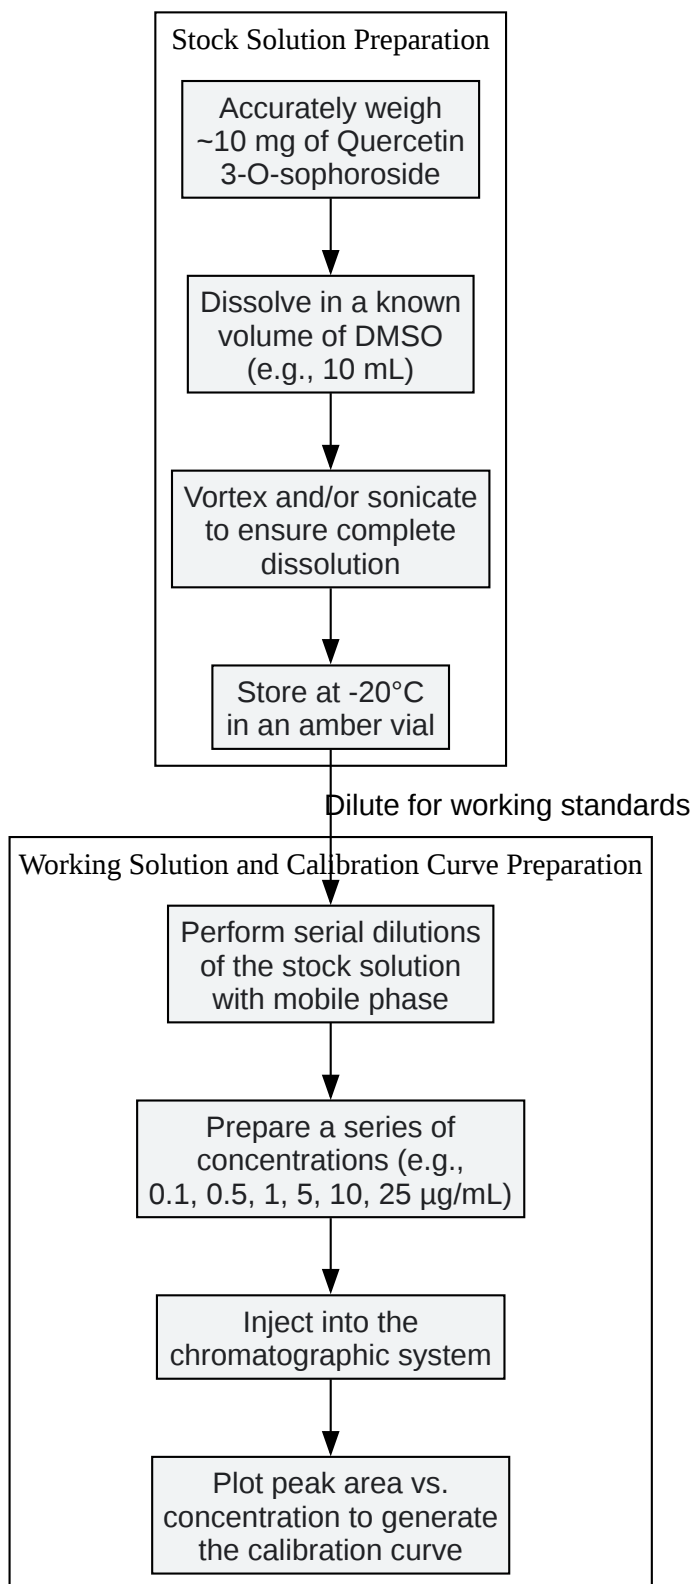 Stock Solution Preparation
Accurately weigh
~10 mg of Quercetin
3-O-sophoroside
Dissolve in a known
volume of DMSO
(e.g., 10 mL)
Vortex and/or sonicate
to ensure complete
dissolution
Store at -20°C
in an amber vial
Dilute for working standards
Working Solution and Calibration Curve Preparation
Perform serial dilutions
of the stock solution
with mobile phase
Prepare a series of
concentrations (e.g.,
0.1, 0.5, 1, 5, 10, 25 µg/mL)
Inject into the
chromatographic system
Plot peak area vs.
concentration to generate
the calibration curve